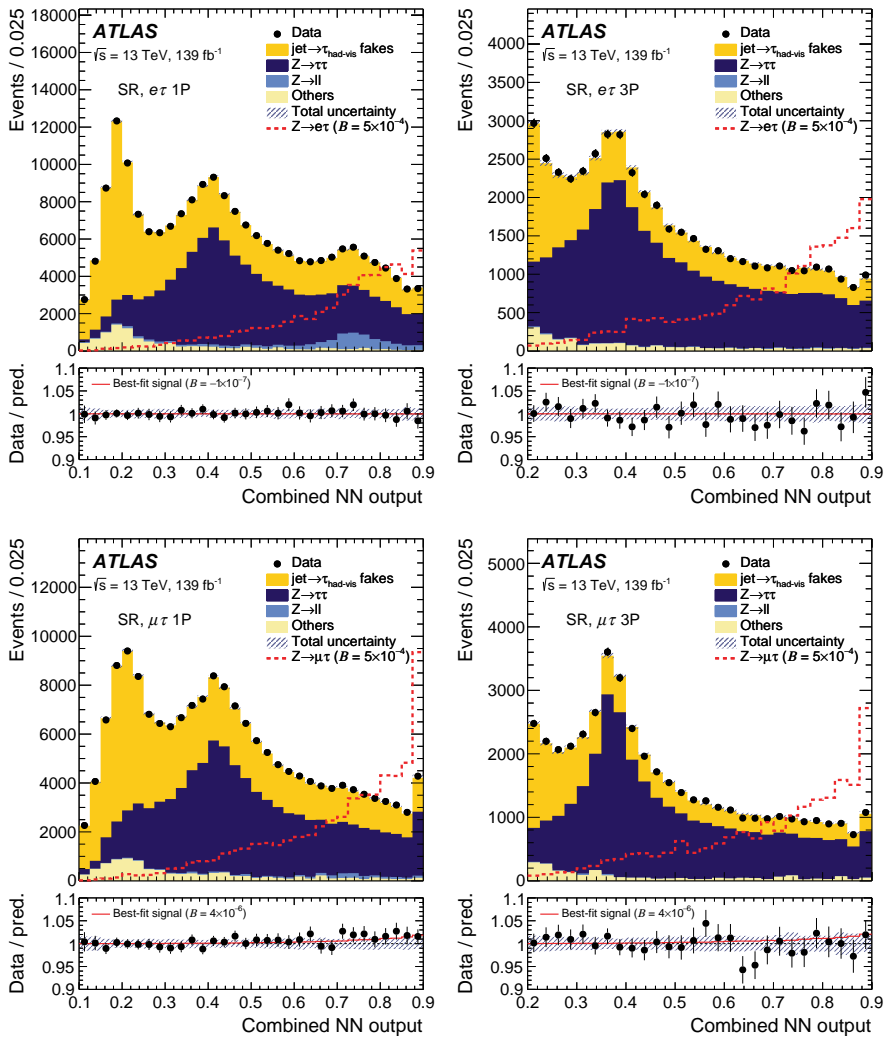 ATLAS
√s = 13 TeV, 139 fb⁻¹
SR, eτ 1P
Data
jet→τhad-vis fakes
Z→ττ
Z→ll
Others
Total uncertainty
Z→eτ (B = 5×10⁻⁴)
Events / 0.025
18000
16000
14000
12000
10000
8000
6000
4000
2000
0
Best-fit signal (B = −1×10⁻⁷)
Data / pred.
1.1
1.05
1
0.95
0.9
0.1 0.2 0.3 0.4 0.5 0.6 0.7 0.8 0.9
Combined NN output
ATLAS
√s = 13 TeV, 139 fb⁻¹
SR, eτ 3P
Data
jet→τhad-vis fakes
Z→ττ
Z→ll
Others
Total uncertainty
Z→eτ (B = 5×10⁻⁴)
Events / 0.025
4000
3500
3000
2500
2000
1500
1000
500
0
Best-fit signal (B = −1×10⁻⁷)
Data / pred.
1.1
1.05
1
0.95
0.9
0.2 0.3 0.4 0.5 0.6 0.7 0.8 0.9
Combined NN output
ATLAS
√s = 13 TeV, 139 fb⁻¹
SR, μτ 1P
Data
jet→τhad-vis fakes
Z→ττ
Z→ll
Others
Total uncertainty
Z→μτ (B = 5×10⁻⁴)
Events / 0.025
12000
10000
8000
6000
4000
2000
0
Best-fit signal (B = 4×10⁻⁶)
Data / pred.
1.1
1.05
1
0.95
0.9
0.1 0.2 0.3 0.4 0.5 0.6 0.7 0.8 0.9
Combined NN output
ATLAS
√s = 13 TeV, 139 fb⁻¹
SR, μτ 3P
Data
jet→τhad-vis fakes
Z→ττ
Z→ll
Others
Total uncertainty
Z→μτ (B = 5×10⁻⁴)
Events / 0.025
5000
4000
3000
2000
1000
0
Best-fit signal (B = 4×10⁻⁶)
Data / pred.
1.1
1.05
1
0.95
0.9
0.2 0.3 0.4 0.5 0.6 0.7 0.8 0.9
Combined NN output